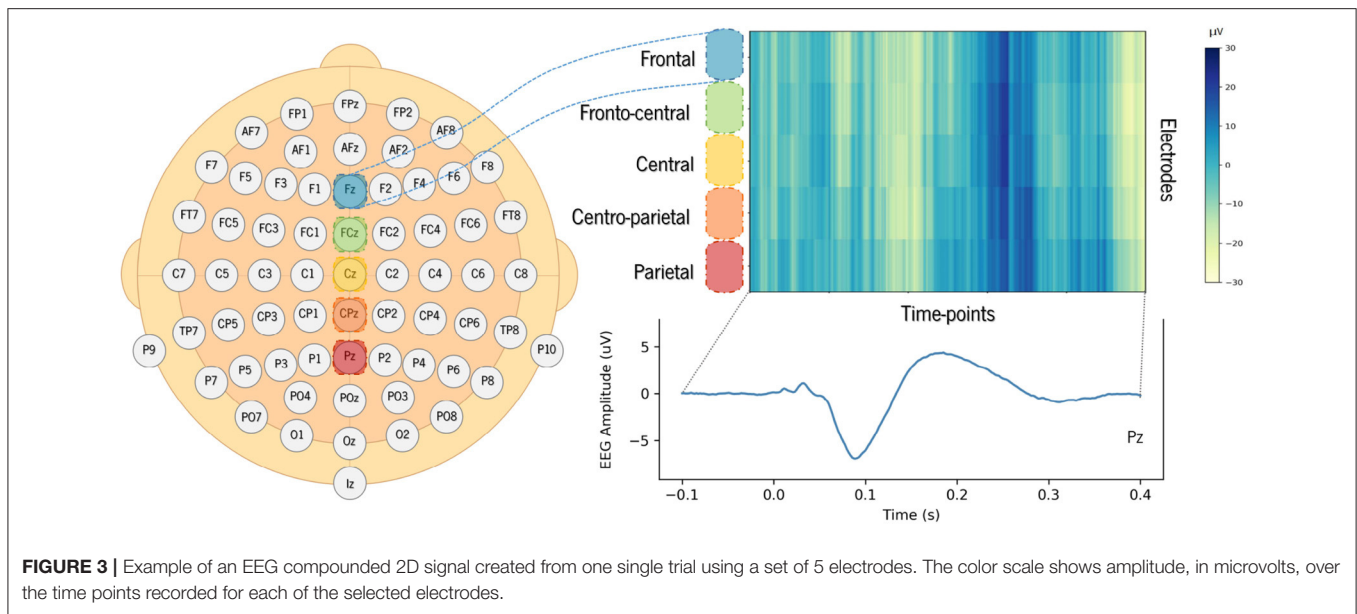 FPz
FP1 FP2
AF7 AF8
AF1 AFz AF2
F7 F5 F3 F1 Fz F2 F4 F6 F8
FT7 FC5 FC3 FC1 FCz FC2 FC4 FC6 FT8
C7 C5 C3 C1 Cz C2 C4 C6 C8
TP7 CP5 CP3 CP1 CPz CP2 CP4 CP6 TP8
P9 P10
P7 P5 P3 P1 Pz P2 P4 P6 P8
PO7 PO4 POz PO3 PO8
O1 Oz O2
Iz
Frontal
Fronto-central
Central
Centro-parietal
Parietal
Electrodes
Time-points
µV
30
20
10
0
−10
−20
−30
EEG Amplitude (uV)
5
0
−5
Pz
−0.1 0.0 0.1 0.2 0.3 0.4
Time (s)
FIGURE 3 | Example of an EEG compounded 2D signal created from one single trial using a set of 5 electrodes. The color scale shows amplitude, in microvolts, over
the time points recorded for each of the selected electrodes.